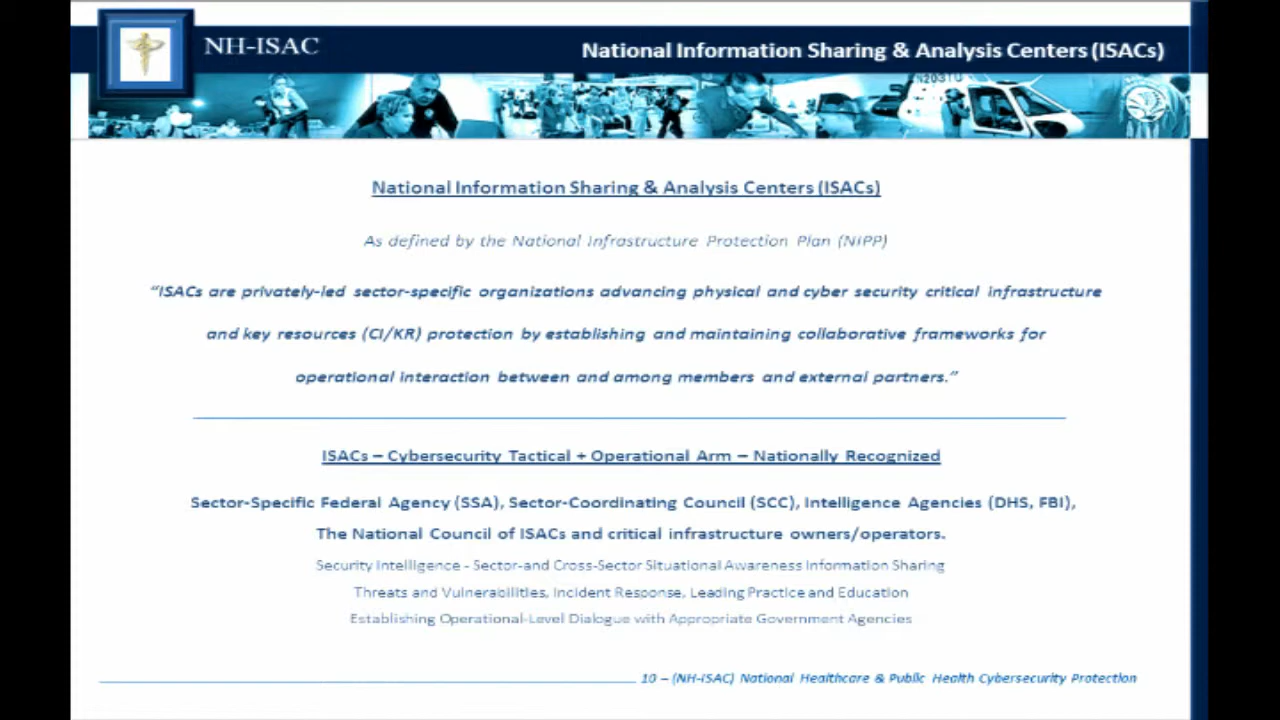 NH-ISAC
National Information Sharing & Analysis Centers (ISACs)
N203TU
National Information Sharing & Analysis Centers (ISACs)
As defined by the National Infrastructure Protection Plan (NIPP)
“ISACs are privately-led sector-specific organizations advancing physical and cyber security critical infrastructure
and key resources (CI/KR) protection by establishing and maintaining collaborative frameworks for
operational interaction between and among members and external partners.”
ISACs – Cybersecurity Tactical + Operational Arm – Nationally Recognized
Sector-Specific Federal Agency (SSA), Sector-Coordinating Council (SCC), Intelligence Agencies (DHS, FBI),
The National Council of ISACs and critical infrastructure owners/operators.
Security Intelligence - Sector-and Cross-Sector Situational Awareness Information Sharing
Threats and Vulnerabilities, Incident Response, Leading Practice and Education
Establishing Operational-Level Dialogue with Appropriate Government Agencies
10 – (NH-ISAC) National Healthcare & Public Health Cybersecurity Protection